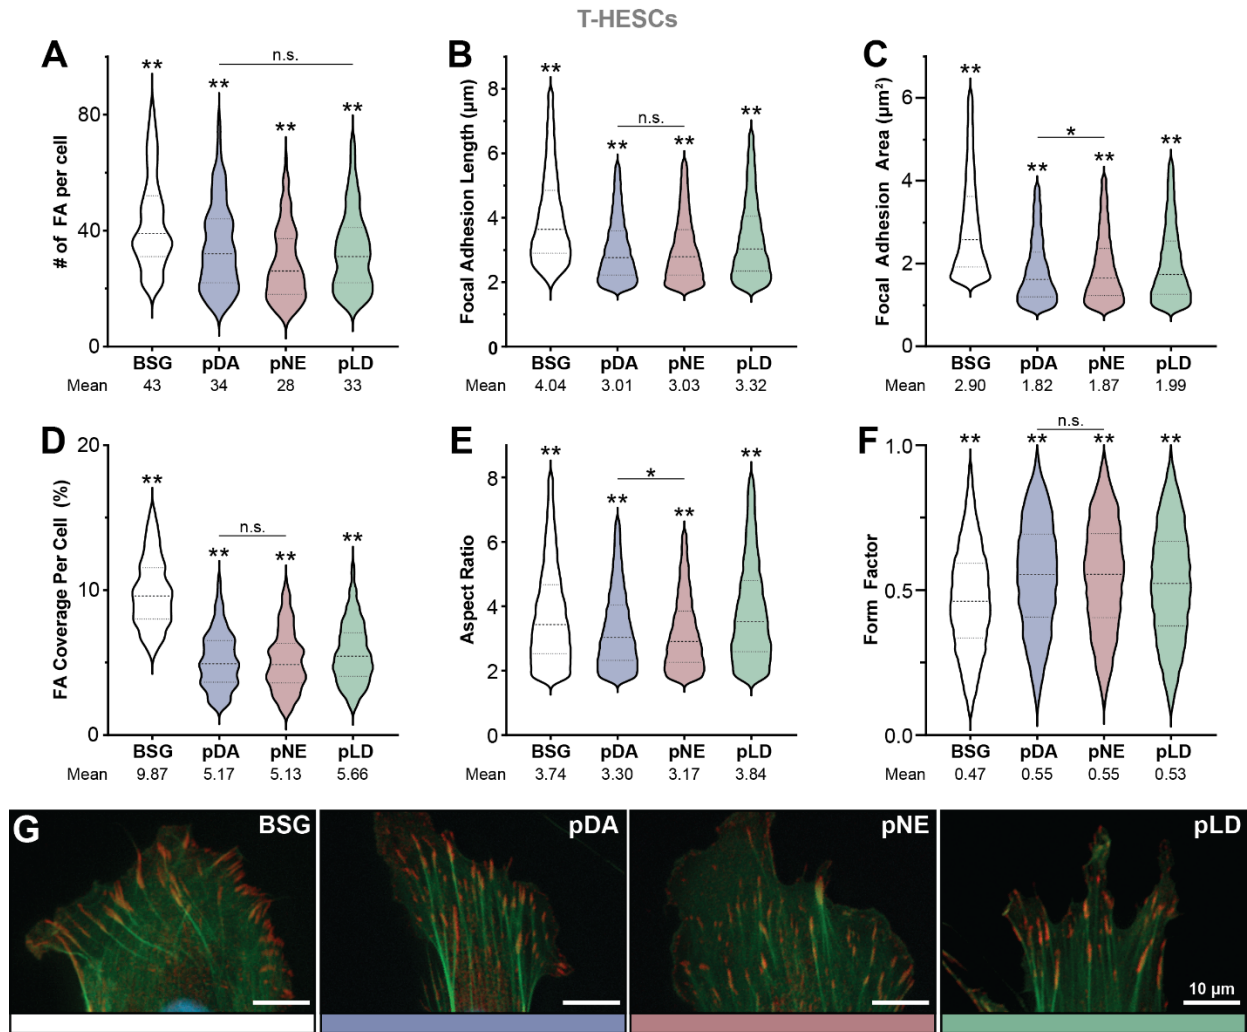 T-HESCs
A
# of FA per cell
80
40
0
** ** ** **
n.s.
BSG pDA pNE pLD
Mean 43 34 28 33
B
Focal Adhesion Length (µm)
8
6
4
2
0
** ** ** **
n.s.
BSG pDA pNE pLD
4.04 3.01 3.03 3.32
C
Focal Adhesion Area (µm²)
6
4
2
0
** ** ** **
*
BSG pDA pNE pLD
2.90 1.82 1.87 1.99
D
FA Coverage Per Cell (%)
20
10
0
** ** ** **
n.s.
BSG pDA pNE pLD
Mean 9.87 5.17 5.13 5.66
E
Aspect Ratio
8
6
4
2
0
** ** ** **
*
BSG pDA pNE pLD
Mean 3.74 3.30 3.17 3.84
F
Form Factor
1.0
0.5
0.0
** ** ** **
n.s.
BSG pDA pNE pLD
Mean 0.47 0.55 0.55 0.53
G
BSG
pDA
pNE
pLD
10 µm